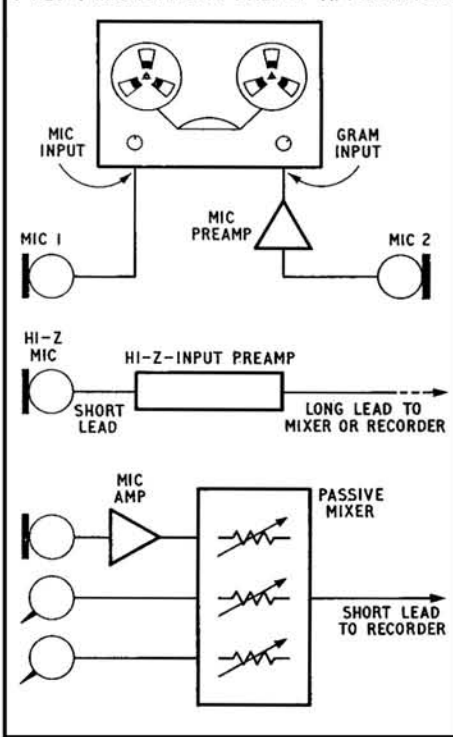 MIC
INPUT
GRAM
INPUT
MIC
PREAMP
MIC 1
MIC 2
HI-Z
MIC
HI-Z-INPUT PREAMP
SHORT
LEAD
LONG LEAD TO
MIXER OR RECORDER
MIC
AMP
PASSIVE
MIXER
SHORT LEAD
TO RECORDER